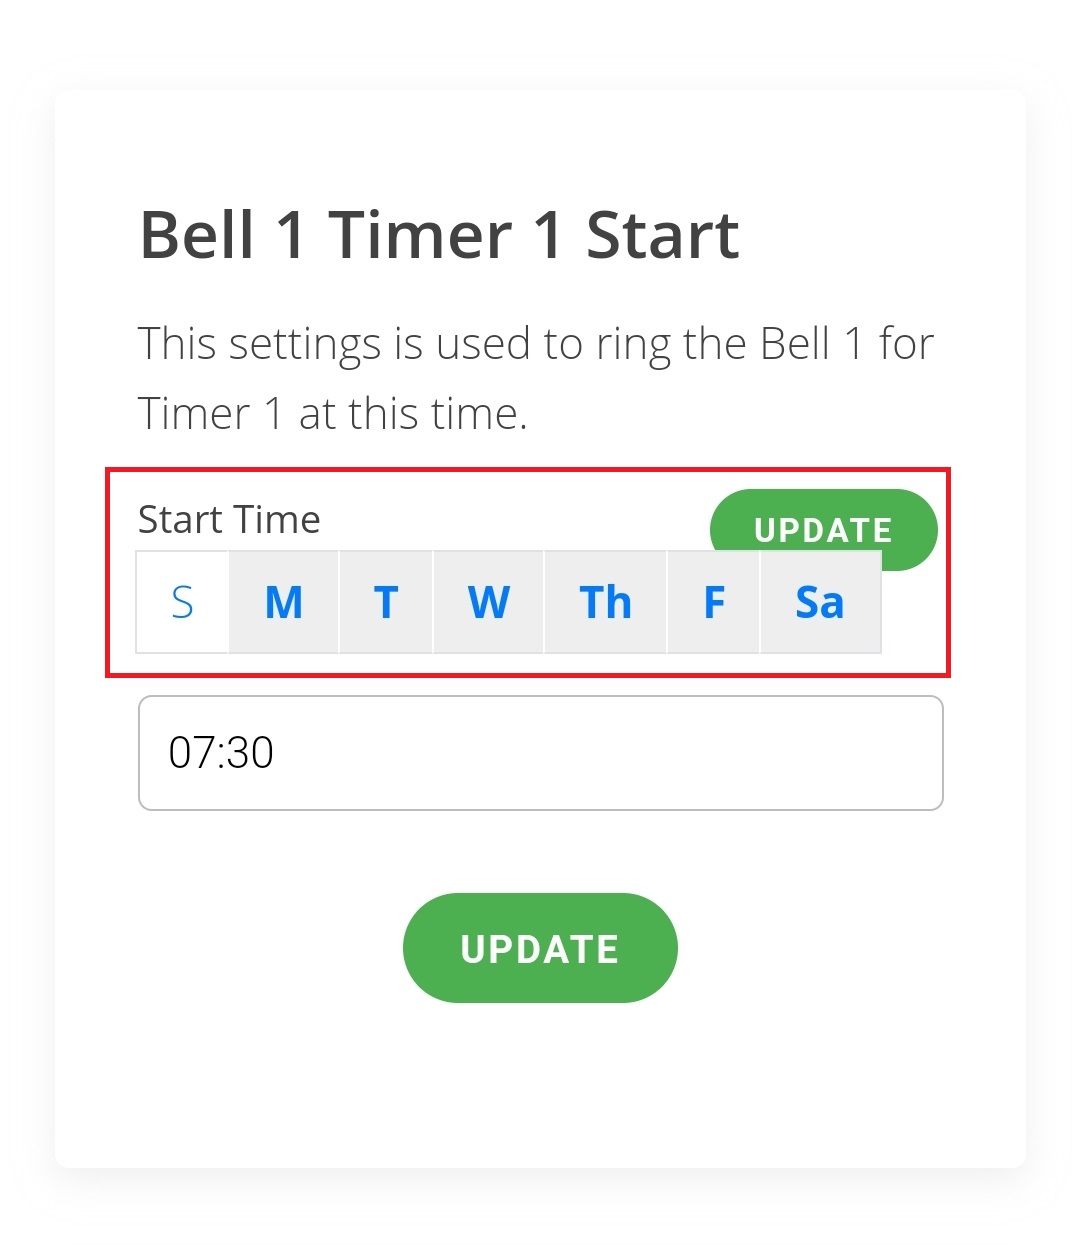 Bell 1 Timer 1 Start
This settings is used to ring the Bell 1 for
Timer 1 at this time.
Start Time
UPDATE
S M T W Th F Sa
07:30
UPDATE